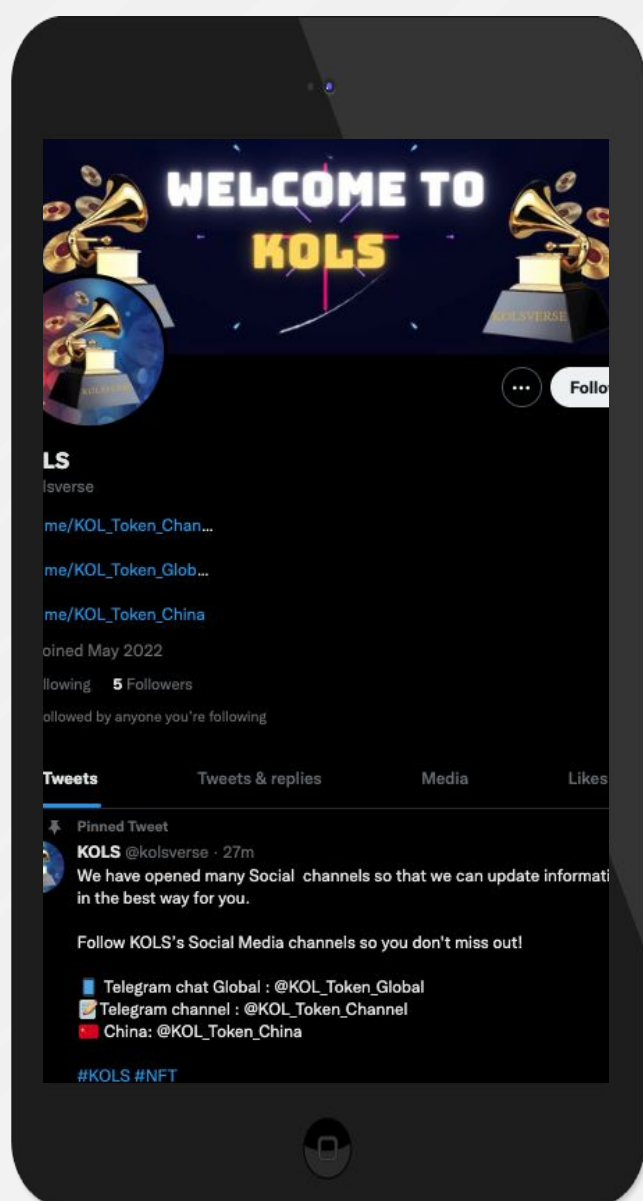 WELCOME TO
KOLS
KOLSVERSE
KOLSVERSE
Follo
LS
lsverse
me/KOL_Token_Chan...
me/KOL_Token_Glob...
me/KOL_Token_China
oined May 2022
llowing 5 Followers
ollowed by anyone you're following
Tweets Tweets & replies Media Likes
Pinned Tweet
KOLS @kolsverse · 27m
We have opened many Social channels so that we can update informati
in the best way for you.
Follow KOLS's Social Media channels so you don't miss out!
Telegram chat Global : @KOL_Token_Global
Telegram channel : @KOL_Token_Channel
China: @KOL_Token_China
#KOLS #NFT